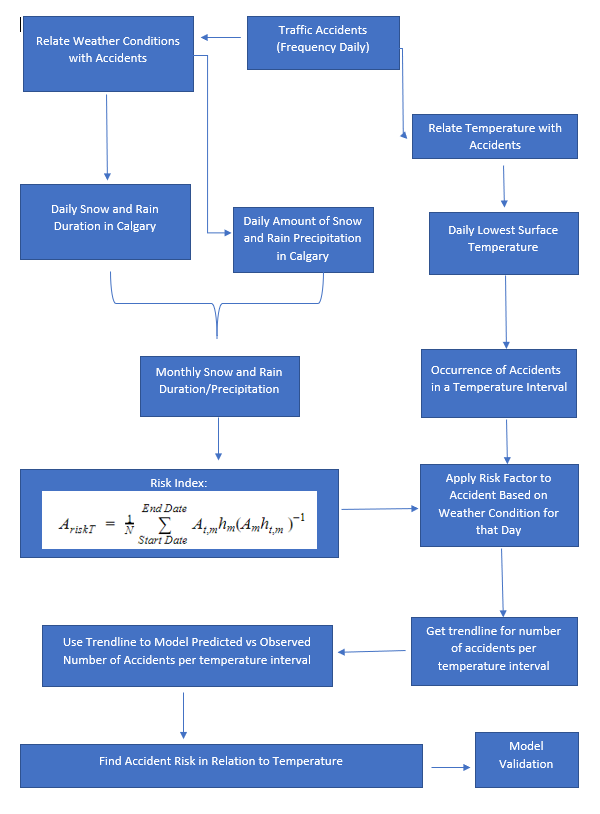 Traffic Accidents
(Frequency Daily)
Relate Weather Conditions
with Accidents
Relate Temperature with
Accidents
Daily Snow and Rain
Duration in Calgary
Daily Amount of Snow
and Rain Precipitation
in Calgary
Daily Lowest Surface
Temperature
Monthly Snow and Rain
Duration/Precipitation
Occurrence of Accidents
in a Temperature Interval
Risk Index:
A_{riskT} = \frac{1}{N} \sum_{Start Date}^{End Date} A_{t,m} h_m (A_m h_{t,m})^{-1}
Apply Risk Factor to
Accident Based on
Weather Condition for
that Day
Get trendline for number
of accidents per
temperature interval
Use Trendline to Model Predicted vs Observed
Number of Accidents per temperature interval
Find Accident Risk in Relation to Temperature
Model
Validation